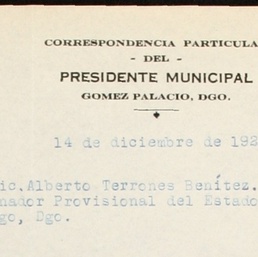 CORRESPONDENCIA PARTICULA
- DEL -
PRESIDENTE MUNICIPAL
GOMEZ PALACIO, DGO.
14 de diciembre de 192
ic. Alberto Terrones Benítez.
nador Provisional del Estado
go, Dgo.